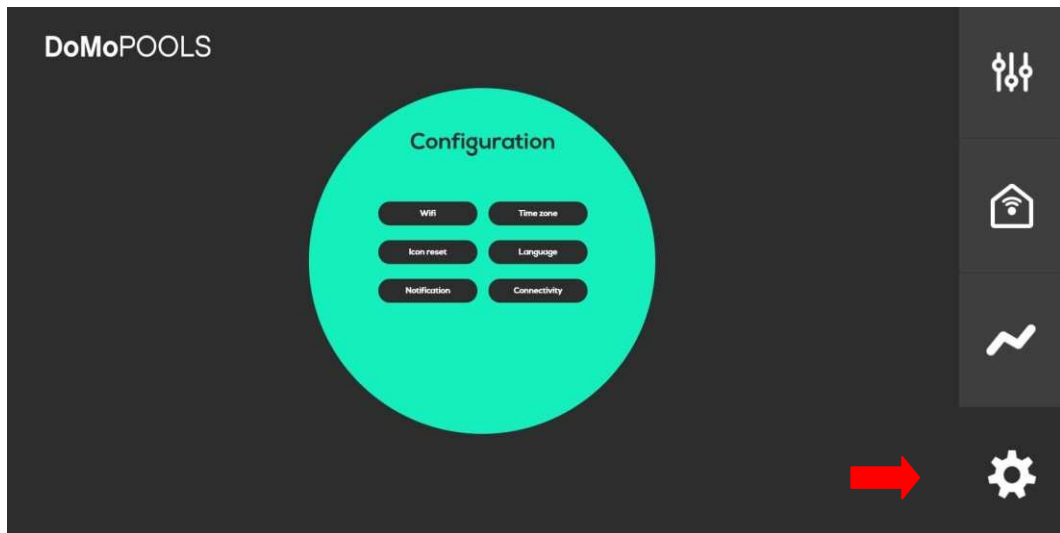 DoMoPOOLS
Configuration
Wifi
Time zone
Icon reset
Language
Notification
Connectivity